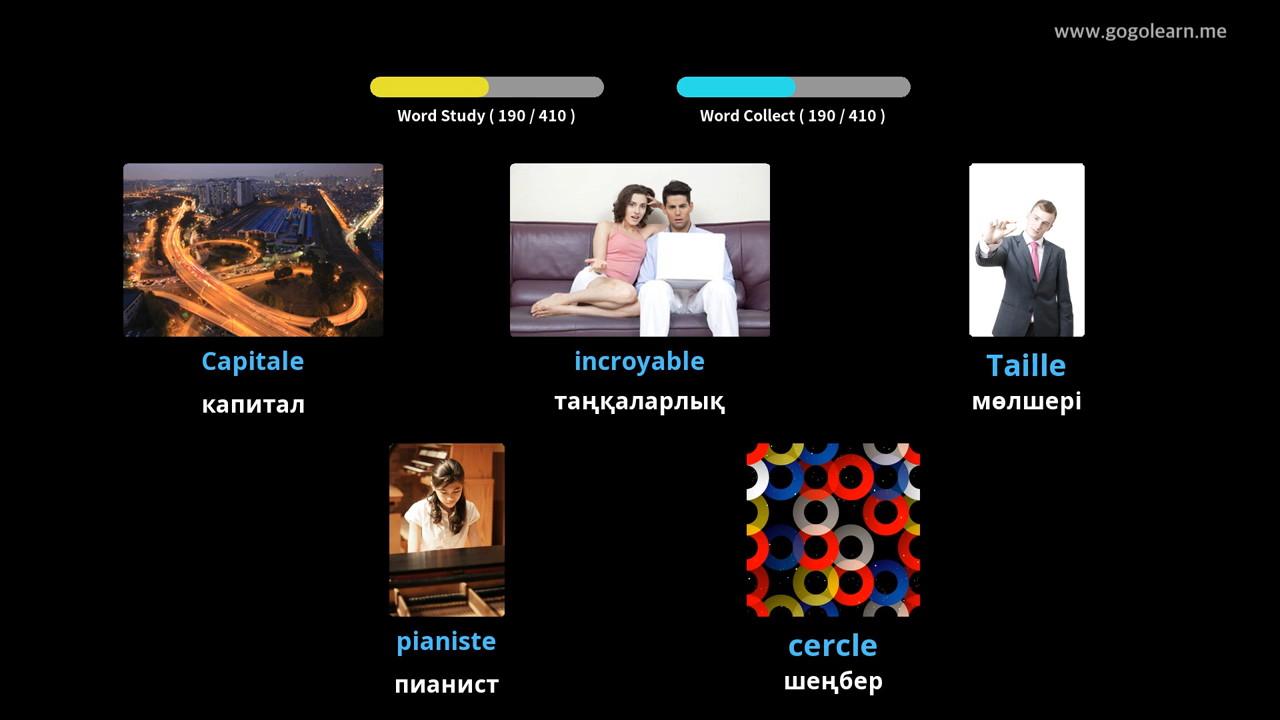 www.gogolearn.me
Word Study ( 190 / 410 )
Word Collect ( 190 / 410 )
Capitale
капитал
incroyable
таңқаларлық
Taille
мөлшері
pianiste
пианист
cercle
шеңбер